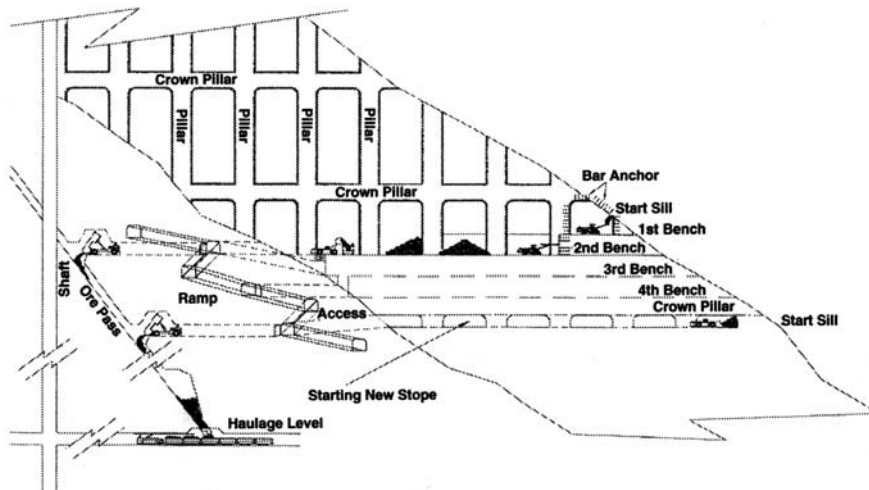 Crown Pillar
Pillar
Pillar
Pillar
Pillar
Crown Pillar
Bar Anchor
Start Sill
1st Bench
2nd Bench
3rd Bench
4th Bench
Crown Pillar
Start Sill
Shaft
Ore Pass
Ramp
Access
Starting New Stope
Haulage Level